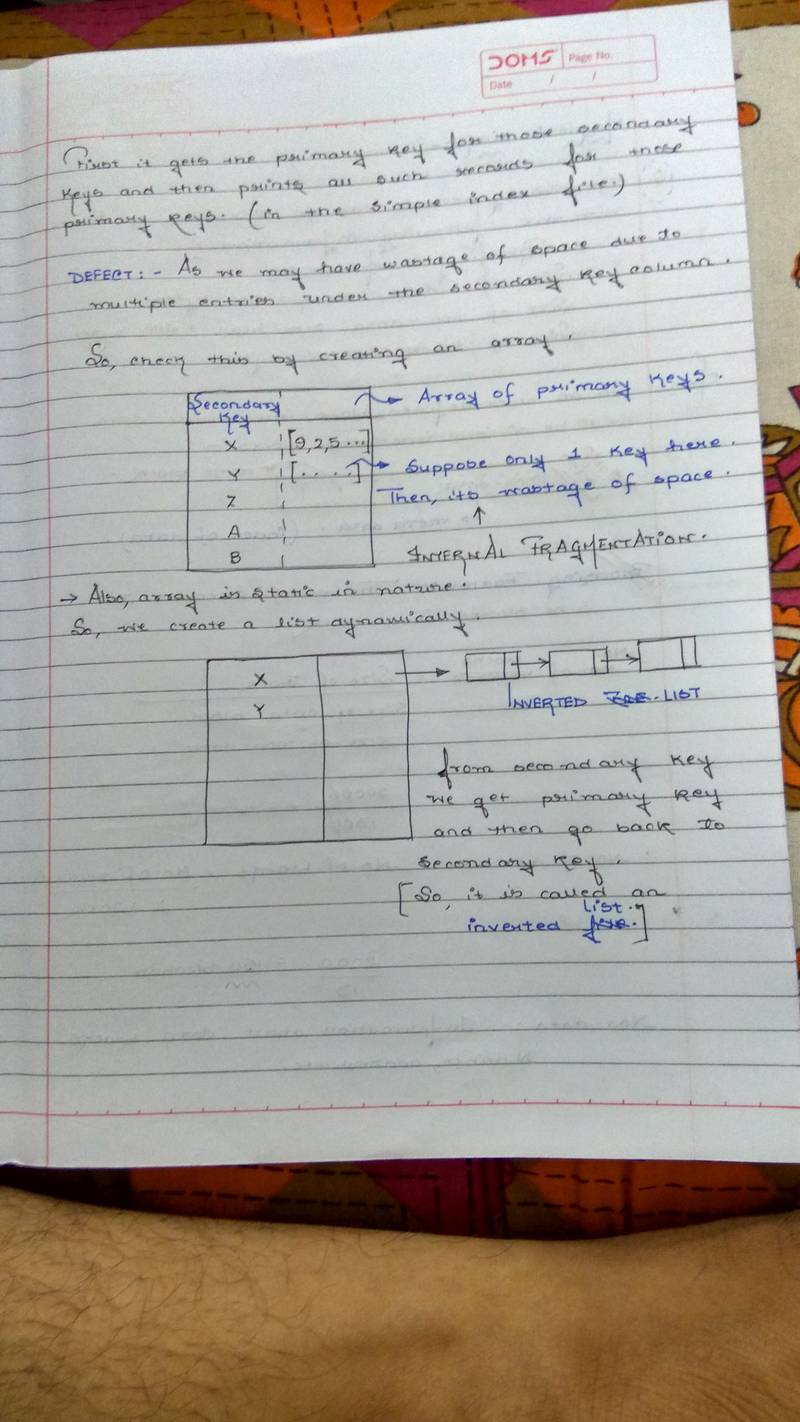 DOMS
Page No.
Date / /
First it gets the primary key for those secondary
keys and then prints all such records for these
primary keys. (in the simple index file.)
DEFECT: - As we may have wastage of space due to
multiple entries under the secondary key column.
So, check this by creating an array.
Secondary
Key
Array of primary keys.
X [9,2,5...]
Y [....] Suppose only 1 key here.
Z Then, its wastage of space.
A ↑
B INTERNAL FRAGMENTATION.
→ Also, array is static in nature.
So, we create a list dynamically.
X
Y
INVERTED LIST
from secondary key
we get primary key
and then go back to
secondary key.
[So, it is called an
list.
inverted file.]